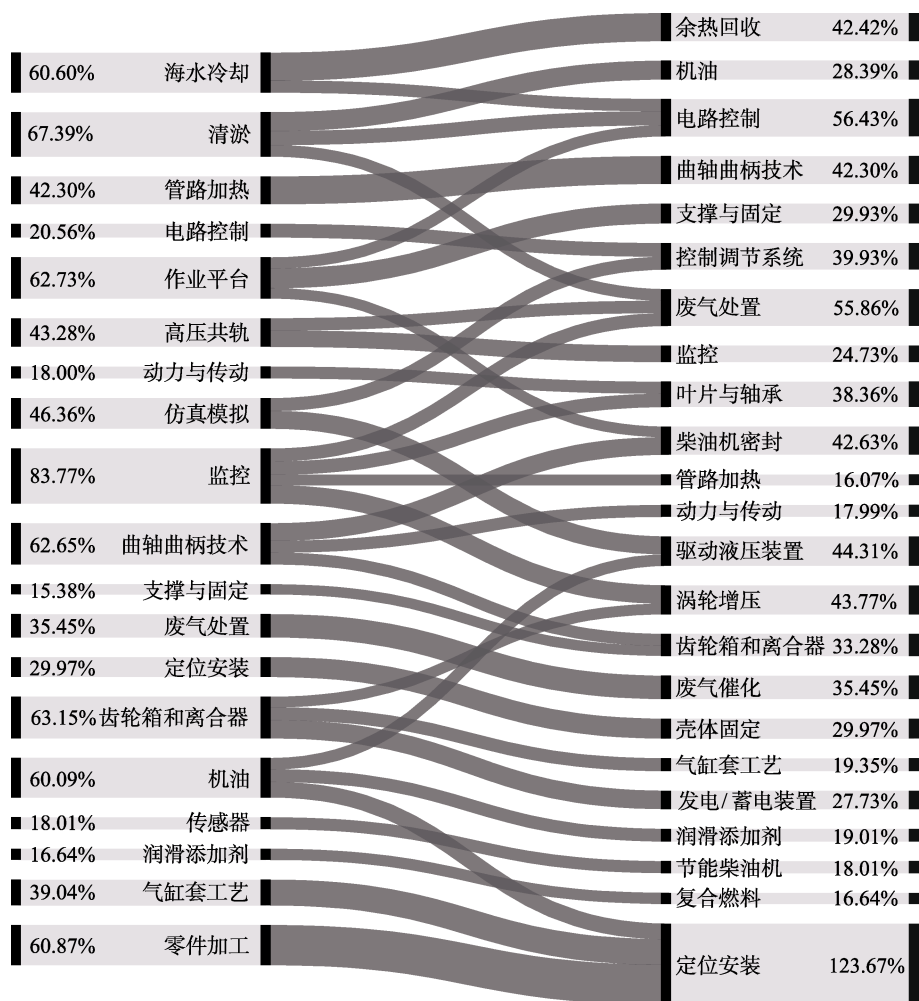 60.60% 海水冷却
67.39% 清淤
42.30% 管路加热
20.56% 电路控制
62.73% 作业平台
43.28% 高压共轨
18.00% 动力与传动
46.36% 仿真模拟
83.77% 监控
62.65% 曲轴曲柄技术
15.38% 支撑与固定
35.45% 废气处置
29.97% 定位安装
63.15% 齿轮箱和离合器
60.09% 机油
18.01% 传感器
16.64% 润滑添加剂
39.04% 气缸套工艺
60.87% 零件加工
余热回收 42.42%
机油 28.39%
电路控制 56.43%
曲轴曲柄技术 42.30%
支撑与固定 29.93%
控制调节系统 39.93%
废气处置 55.86%
监控 24.73%
叶片与轴承 38.36%
柴油机密封 42.63%
管路加热 16.07%
动力与传动 17.99%
驱动液压装置 44.31%
涡轮增压 43.77%
齿轮箱和离合器 33.28%
废气催化 35.45%
壳体固定 29.97%
气缸套工艺 19.35%
发电/蓄电装置 27.73%
润滑添加剂 19.01%
节能柴油机 18.01%
复合燃料 16.64%
定位安装 123.67%